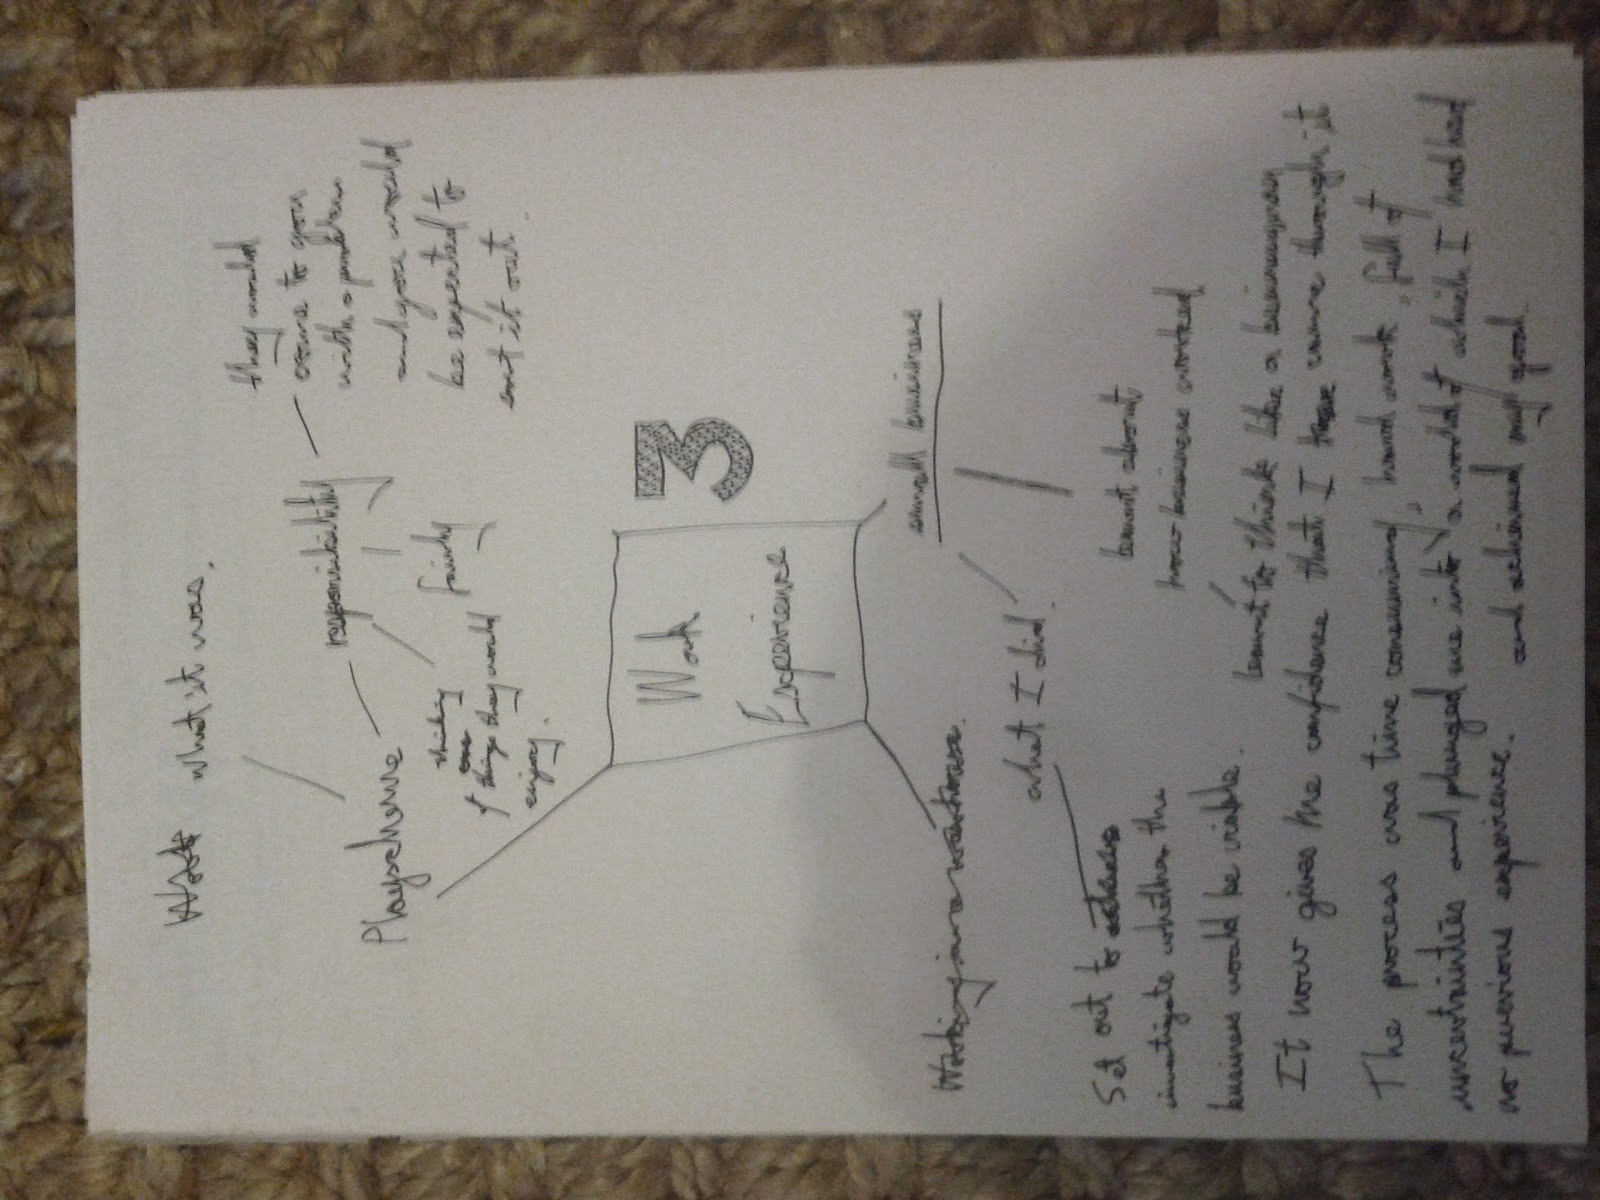 What what it was.
Playscheme
responsibility
they would
come to you
with a problem
and you would
be expected to
sort it out.
fairly
thinking
of things they would
enjoy.
Work
Experience
3
small business
Working in a
what I did.
Set out to
investigate whether the
business would be viable.
learnt about
how business worked
learnt to think like a businessman
It now gives me confidence that I have come through it
The process was time consuming, hard work, full of
uncertainties and plunged me into a world of which I had had
no previous experience. and achieved my goal.